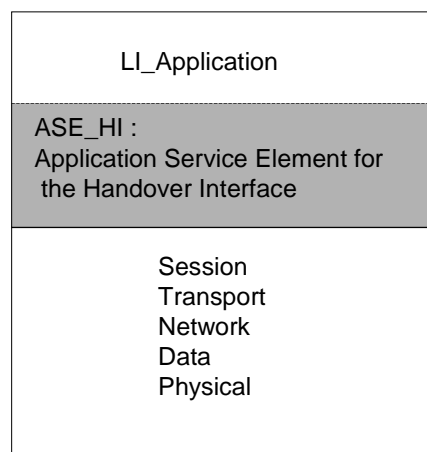 LI_Application
ASE_HI :
Application Service Element for
the Handover Interface
Session
Transport
Network
Data
Physical